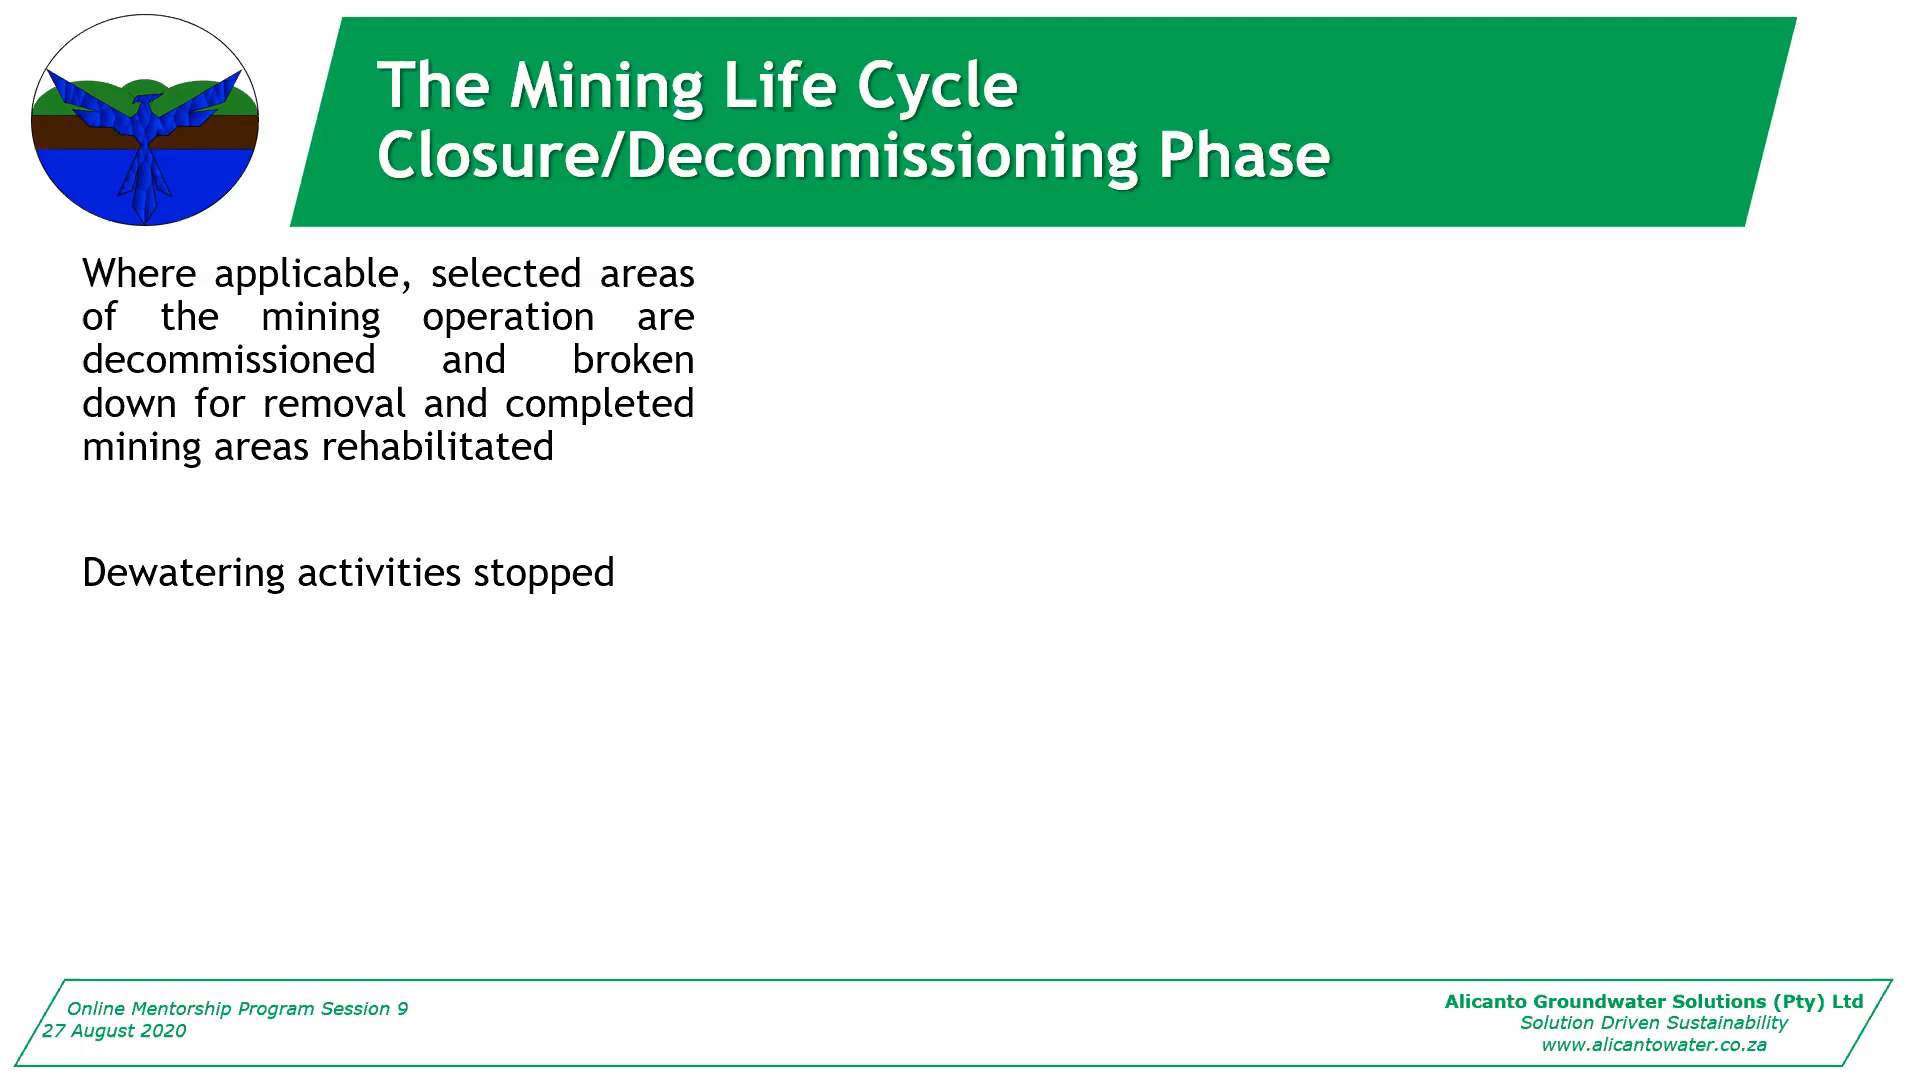 The Mining Life Cycle
Closure/Decommissioning Phase
Where applicable, selected areas
of the mining operation are
decommissioned and broken
down for removal and completed
mining areas rehabilitated
Dewatering activities stopped
Online Mentorship Program Session 9
27 August 2020
Alicanto Groundwater Solutions (Pty) Ltd
Solution Driven Sustainability
www.alicantowater.co.za